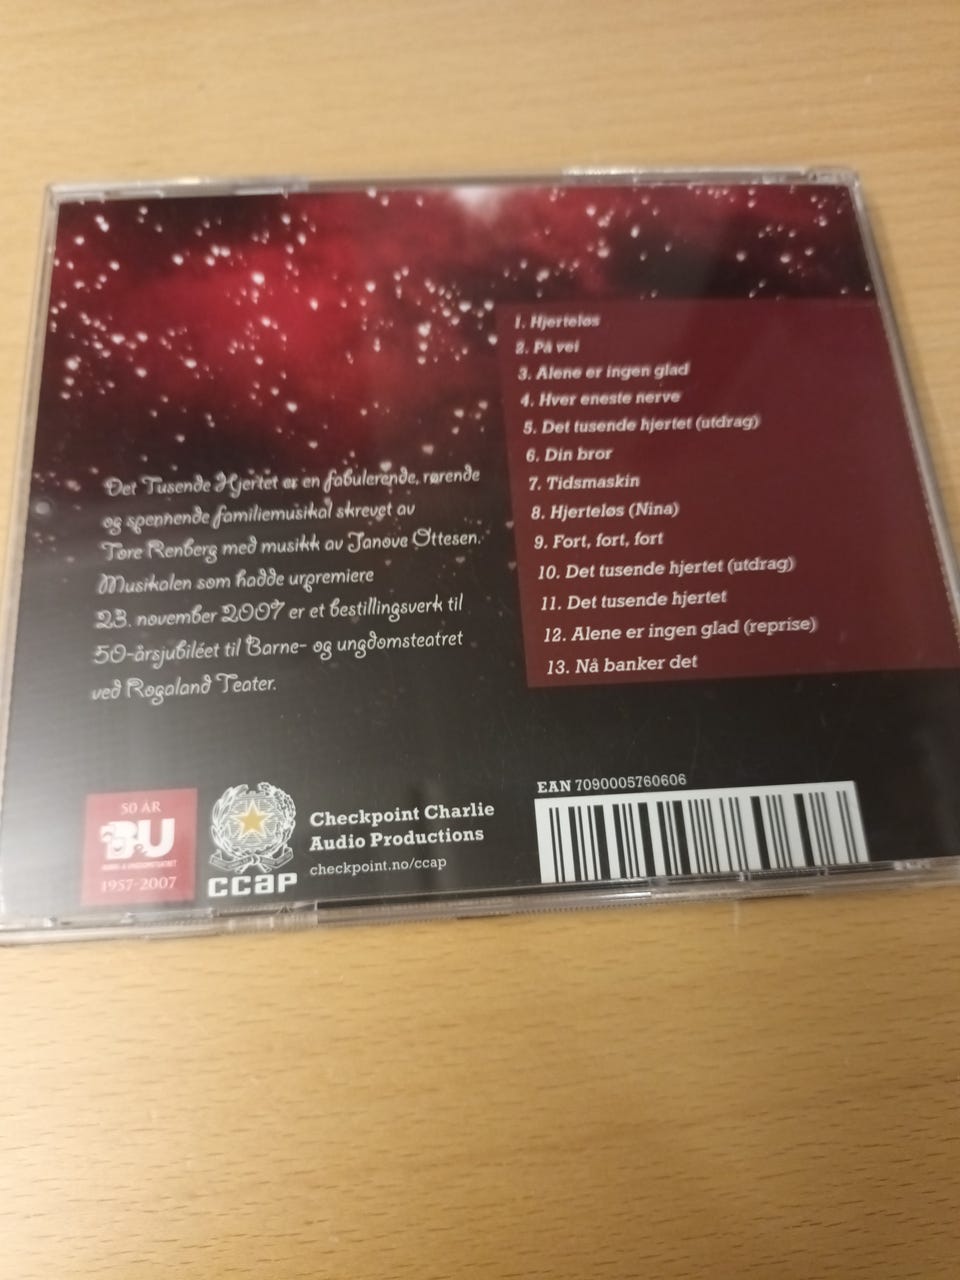 1. Hjerteløs
2. På vei
3. Alene er ingen glad
4. Hver eneste nerve
5. Det tusende hjertet (utdrag)
6. Din bror
7. Tidsmaskin
8. Hjerteløs (Nina)
9. Fort, fort, fort
10. Det tusende hjertet (utdrag)
11. Det tusende hjertet
12. Alene er ingen glad (reprise)
13. Nå banker det
Det Tusende Hjertet er en fabulerende, rørende
og spennende familiemusikal skrevet av
Tore Renberg med musikk av Janove Ottesen.
Musikalen som hadde urpremiere
23. november 2007 er et bestillingsverk til
50-årsjubiléet til Barne- og ungdomsteatret
ved Rogaland Teater.
50 ÅR
B&U
BARNE- & UNGDOMSTEATRET
1957-2007
ccap
Checkpoint Charlie
Audio Productions
checkpoint.no/ccap
EAN 7090005760606